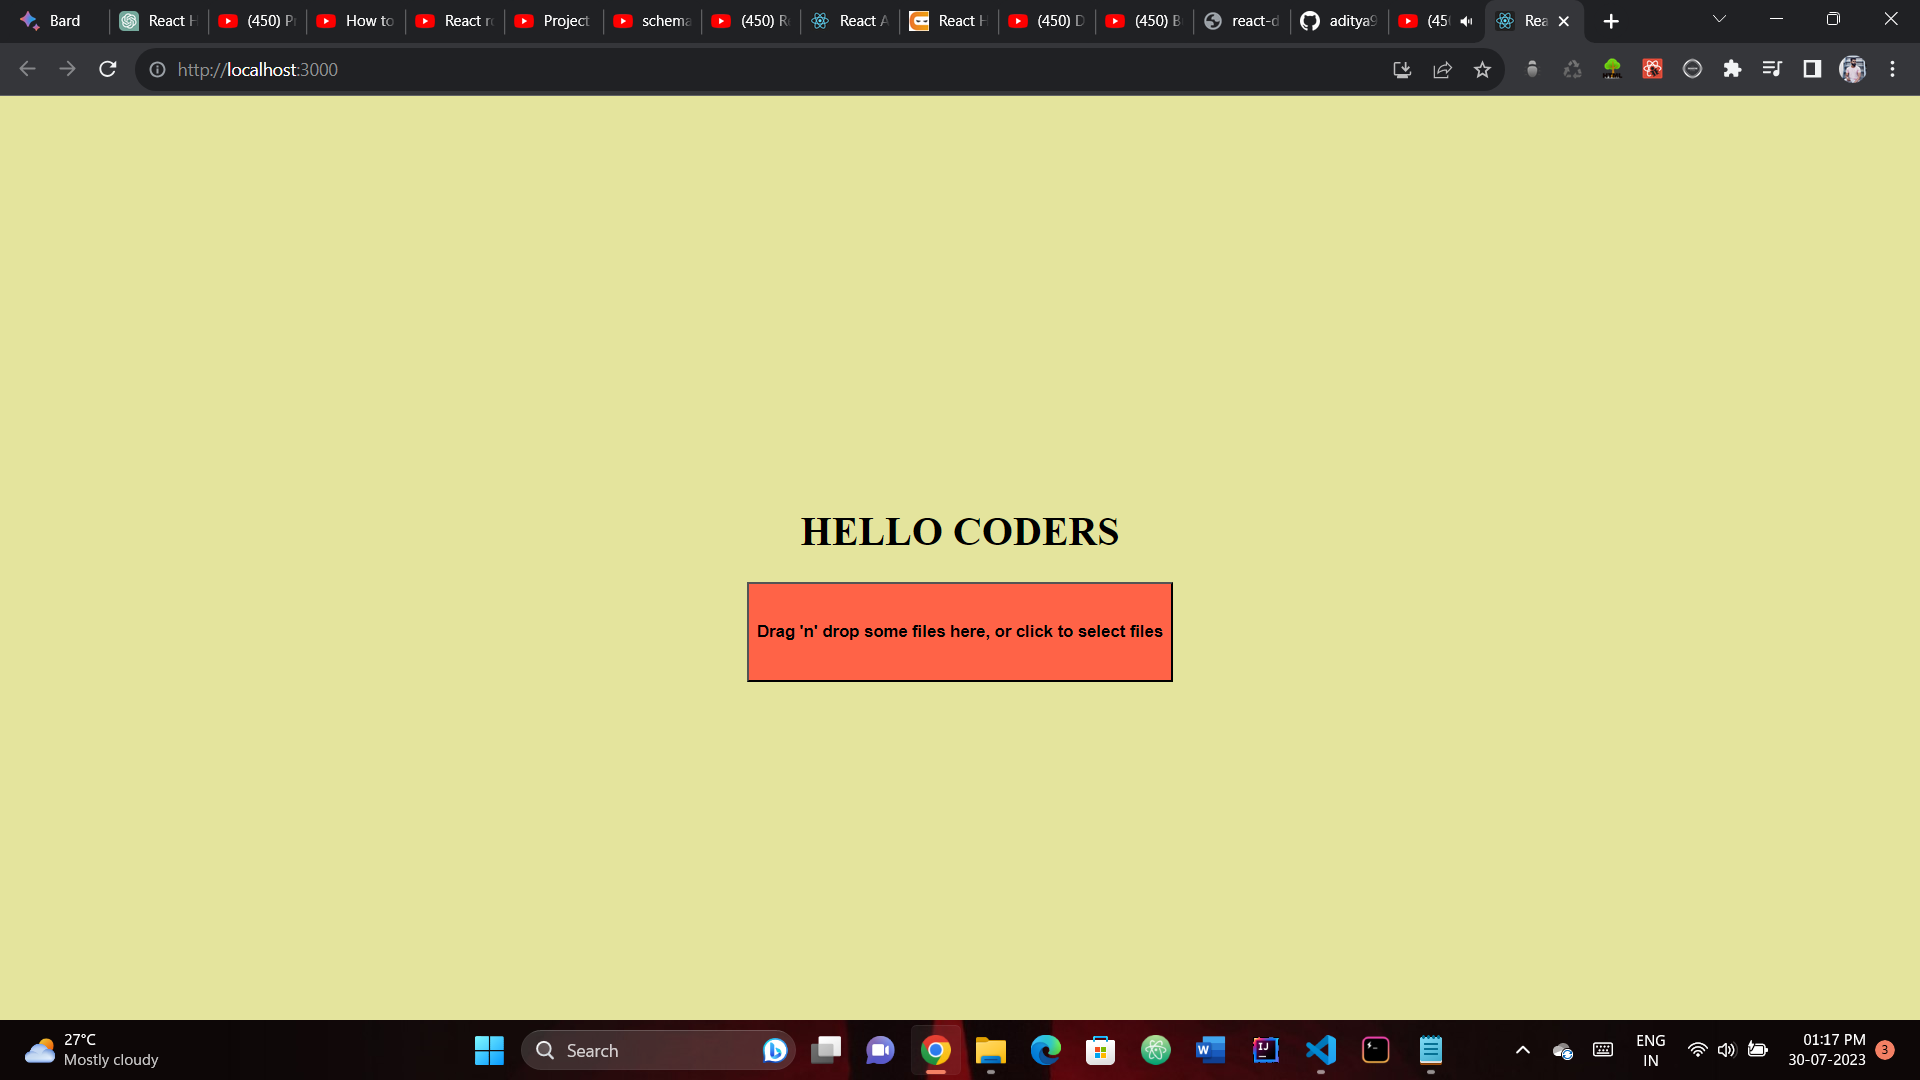 Bard
React H
(450) P
How to
React ro
Project
schema
(450) R
React A
React H
(450) D
(450) B
react-d
aditya9
(45
Rea
http://localhost:3000
HELLO CODERS
Drag 'n' drop some files here, or click to select files
27°C
Mostly cloudy
Search
W
IJ
ENG
IN
01:17 PM
30-07-2023
3